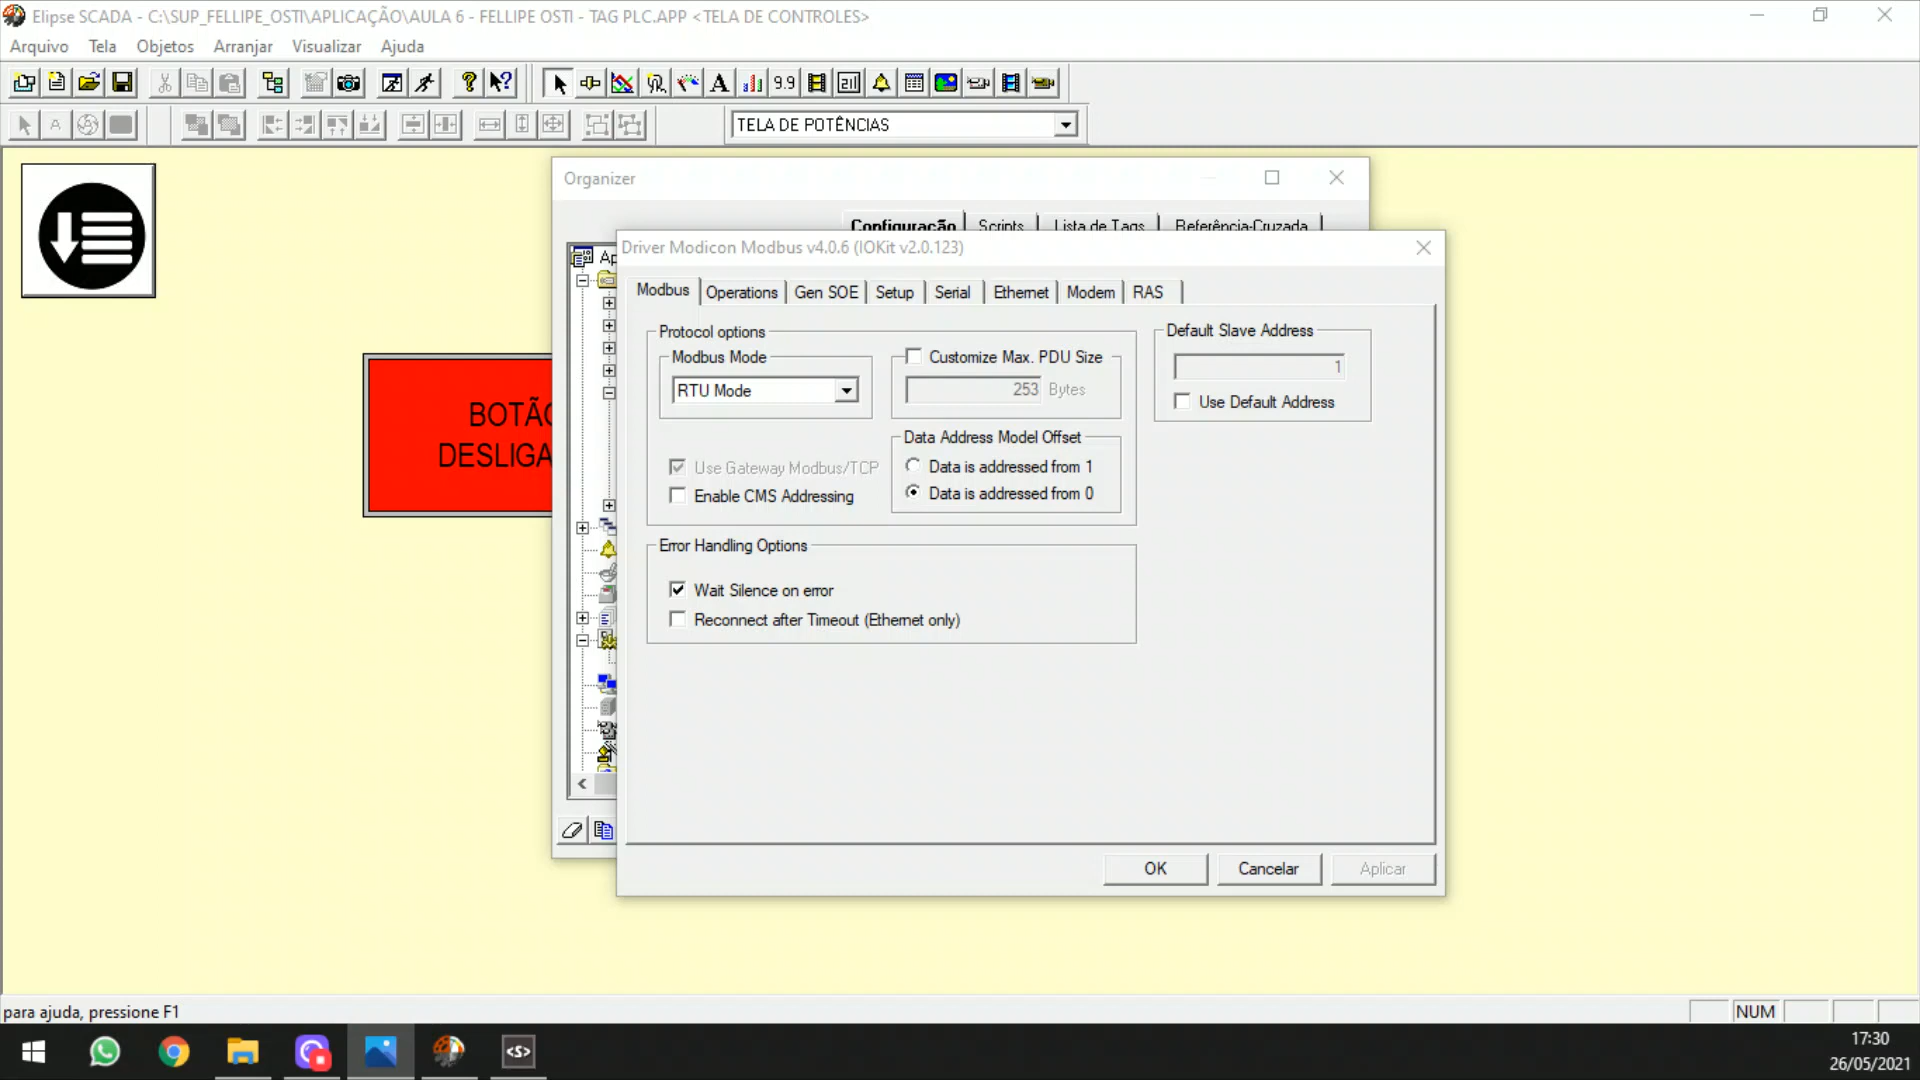 Elipse SCADA - C:\SUP_FELLIPE_OSTI\APLICAÇÃO\AULA 6 - FELLIPE OSTI - TAG PLC.APP <TELA DE CONTROLES>
Arquivo Tela Objetos Arranjar Visualizar Ajuda
A 9.9
A TELA DE POTÊNCIAS
Organizer
Configuração Scripts Lista de Tags Referência-Cruzada
Driver Modicon Modbus v4.0.6 (IOKit v2.0.123)
Ap
Modbus Operations Gen SOE Setup Serial Ethernet Modem RAS
Protocol options
Default Slave Address
Modbus Mode
Customize Max. PDU Size
1
RTU Mode
253 Bytes
Use Default Address
BOTÃO
DESLIGA
Data Address Model Offset
Use Gateway Modbus/TCP
Data is addressed from 1
Enable CMS Addressing
Data is addressed from 0
Error Handling Options
Wait Silence on error
Reconnect after Timeout (Ethernet only)
OK Cancelar Aplicar
para ajuda, pressione F1
NUM
17:30
26/05/2021